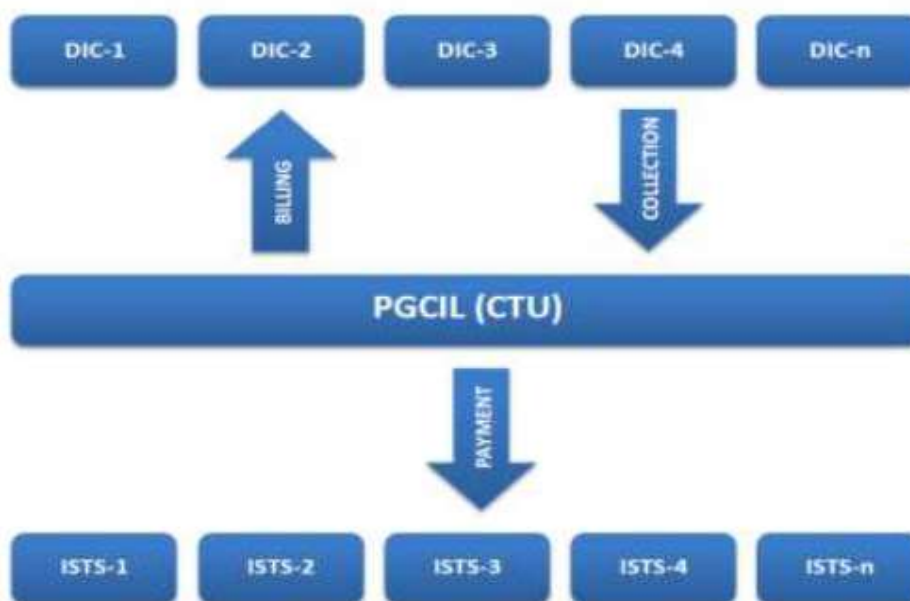 DIC-1
DIC-2
DIC-3
DIC-4
DIC-n
BILLING
COLLECTION
PGCIL (CTU)
PAYMENT
ISTS-1
ISTS-2
ISTS-3
ISTS-4
ISTS-n